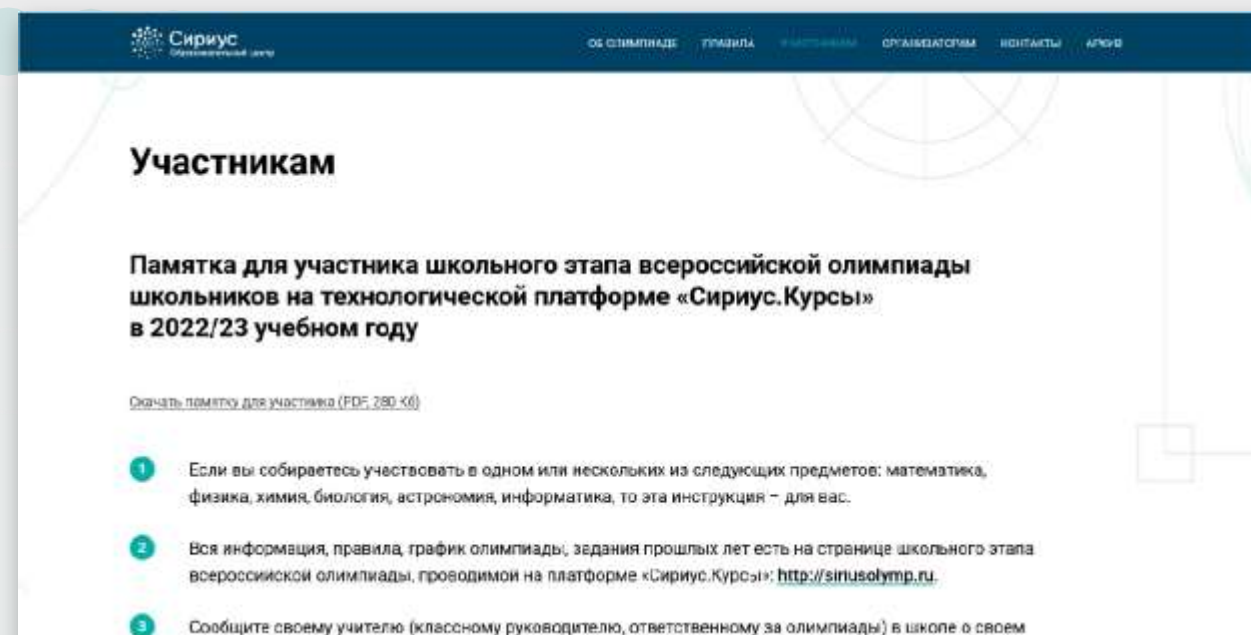 Сириус
Образовательный центр
ОБ ОЛИМПИАДЕ ПРАВИЛА УЧАСТНИКАМ ОРГАНИЗАТОРАМ КОНТАКТЫ АРХИВ
Участникам
Памятка для участника школьного этапа всероссийской олимпиады
школьников на технологической платформе «Сириус.Курсы»
в 2022/23 учебном году
Скачать памятку для участника (PDF, 280 Кб)
1 Если вы собираетесь участвовать в одном или нескольких из следующих предметов: математика,
физика, химия, биология, астрономия, информатика, то эта инструкция – для вас.
2 Вся информация, правила, график олимпиады, задания прошлых лет есть на странице школьного этапа
всероссийской олимпиады, проводимой на платформе «Сириус.Курсы»: http://siriusolymp.ru.
3 Сообщите своему учителю (классному руководителю, ответственному за олимпиады) в школе о своем